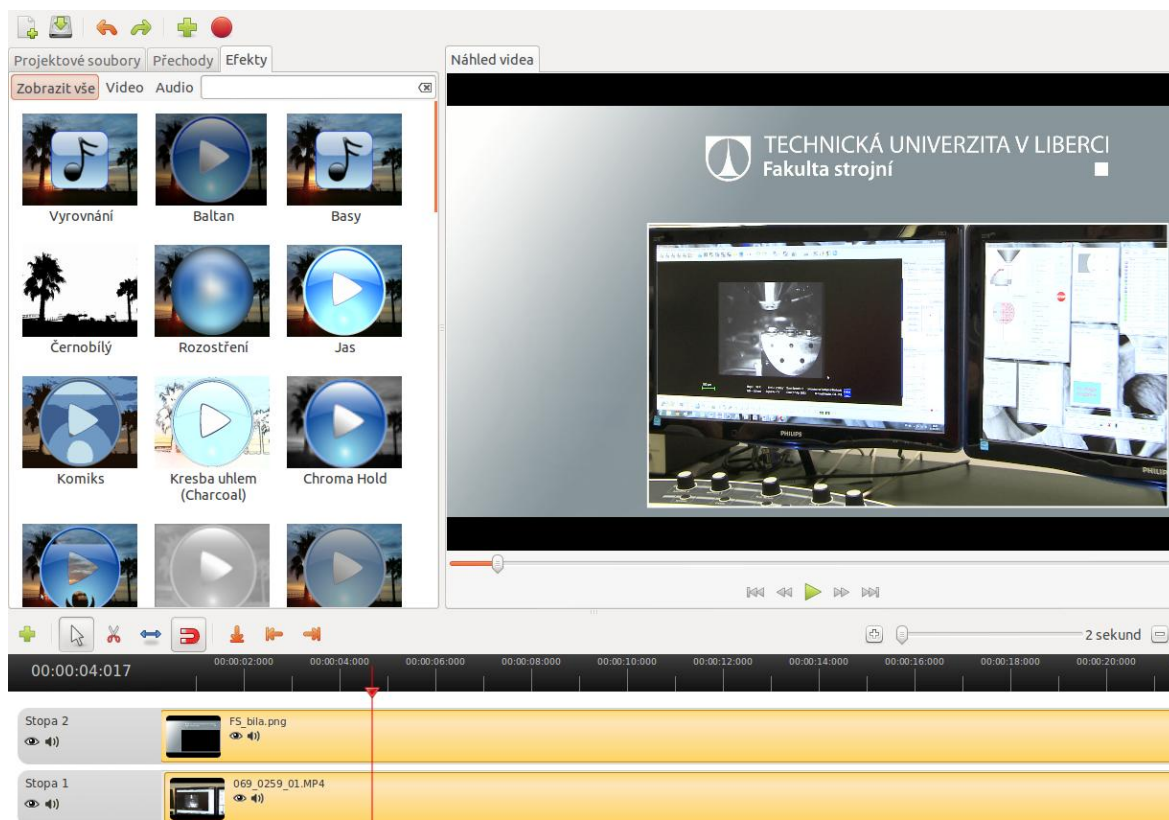 Projektové soubory Přechody Efekty
Zobrazit vše Video Audio
Vyrovnání Baltan Basy
Černobílý Rozostření Jas
Komiks Kresba uhlem (Charcoal) Chroma Hold
Náhled videa
TECHNICKÁ UNIVERZITA V LIBERCI
Fakulta strojní
PHILIPS
2 sekund
00:00:04:017
00:00:02:000 00:00:04:000 00:00:06:000 00:00:08:000 00:00:10:000 00:00:12:000 00:00:14:000 00:00:16:000 00:00:18:000 00:00:20:000
Stopa 2
FS_bila.png
Stopa 1
069_0259_01.MP4